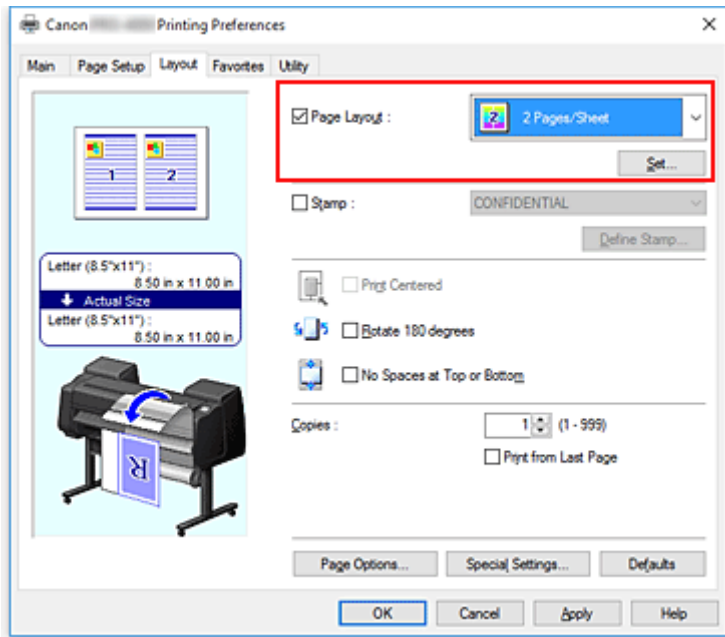 Canon Printing Preferences
Main Page Setup Layout Favorites Utility
Page Layout : 2 2 Pages/Sheet
Set...
1 2
Stamp : CONFIDENTIAL
Define Stamp...
Letter (8.5"x11") :
8.50 in x 11.00 in
Actual Size
Letter (8.5"x11") :
8.50 in x 11.00 in
Print Centered
Rotate 180 degrees
No Spaces at Top or Bottom
Copies : 1 (1 - 999)
Print from Last Page
R
Page Options... Special Settings... Defaults
OK Cancel Apply Help